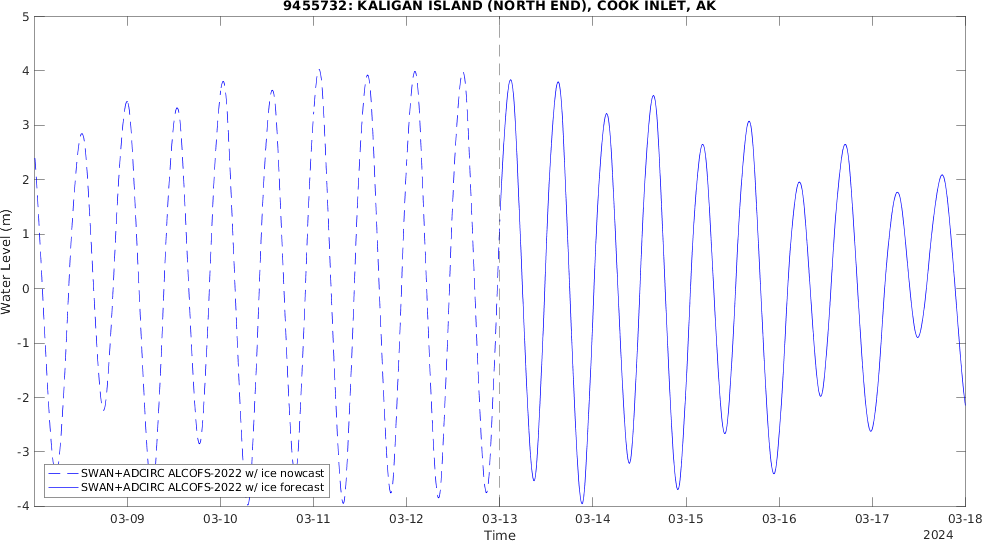 9455732: KALIGAN ISLAND (NORTH END), COOK INLET, AK
5
4
3
2
1
0
-1
-2
-3
-4
Water Level (m)
SWAN+ADCIRC ALCOFS-2022 w/ ice nowcast
SWAN+ADCIRC ALCOFS-2022 w/ ice forecast
03-09 03-10 03-11 03-12 03-13 03-14 03-15 03-16 03-17 03-18
Time
2024